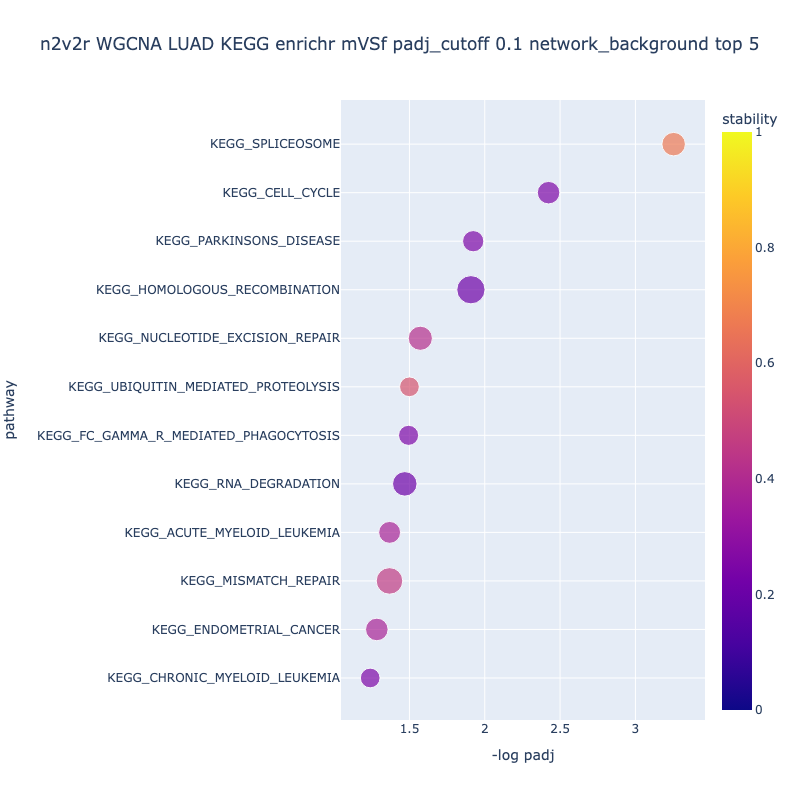 n2v2r WGCNA LUAD KEGG enrichr mVSf padj_cutoff 0.1 network_background top 5
stability
1
0.8
0.6
0.4
0.2
0
pathway
KEGG_SPLICEOSOME
KEGG_CELL_CYCLE
KEGG_PARKINSONS_DISEASE
KEGG_HOMOLOGOUS_RECOMBINATION
KEGG_NUCLEOTIDE_EXCISION_REPAIR
KEGG_UBIQUITIN_MEDIATED_PROTEOLYSIS
KEGG_FC_GAMMA_R_MEDIATED_PHAGOCYTOSIS
KEGG_RNA_DEGRADATION
KEGG_ACUTE_MYELOID_LEUKEMIA
KEGG_MISMATCH_REPAIR
KEGG_ENDOMETRIAL_CANCER
KEGG_CHRONIC_MYELOID_LEUKEMIA
1.5 2 2.5 3
-log padj